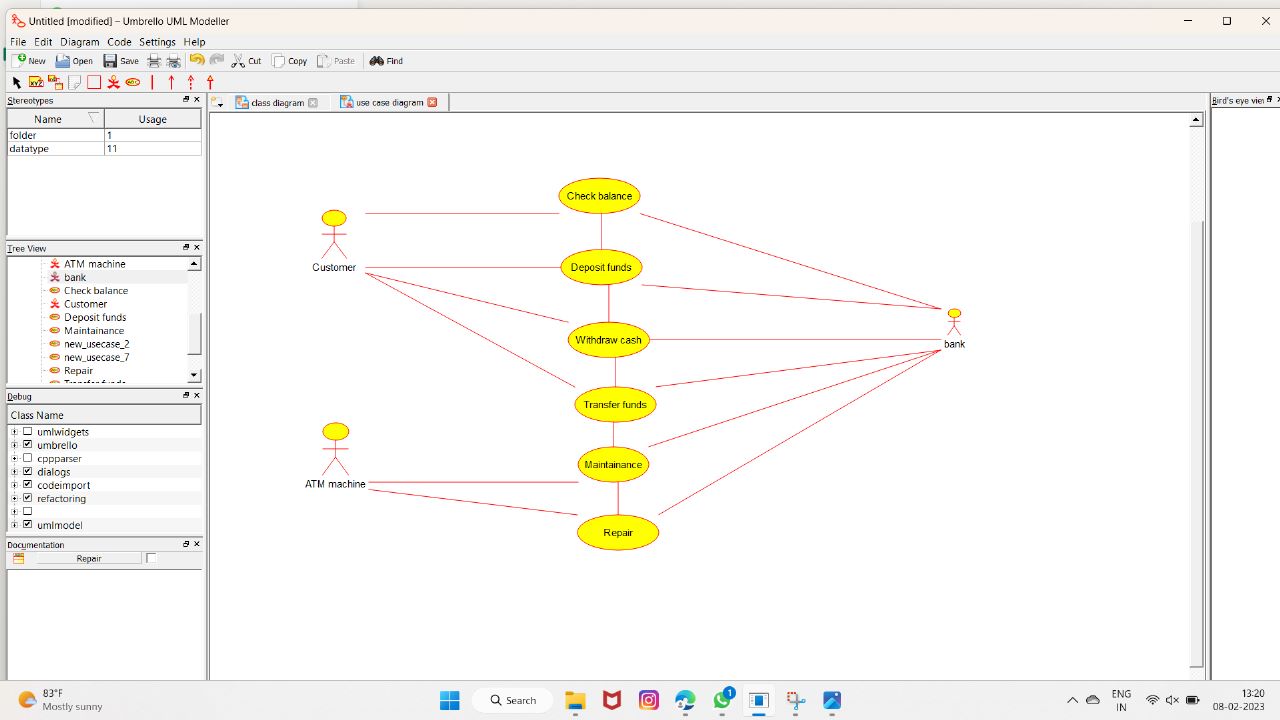 Untitled [modified] – Umbrello UML Modeller
File Edit Diagram Code Settings Help
New Open Save Cut Copy Paste Find
Stereotypes
class diagram use case diagram
Bird's eye vie
Name Usage
folder 1
datatype 11
Tree View
ATM machine
bank
Check balance
Customer
Deposit funds
Maintainance
new_usecase_2
new_usecase_7
Repair
Transfer funds
Debug
Class Name
umlwidgets
umbrello
cppparser
dialogs
codeimport
refactoring
umlmodel
Documentation
Repair
Check balance
Customer
Deposit funds
Withdraw cash
bank
Transfer funds
Maintainance
ATM machine
Repair
83°F
Mostly sunny
Search
1
ENG
IN
13:20
08-02-2023